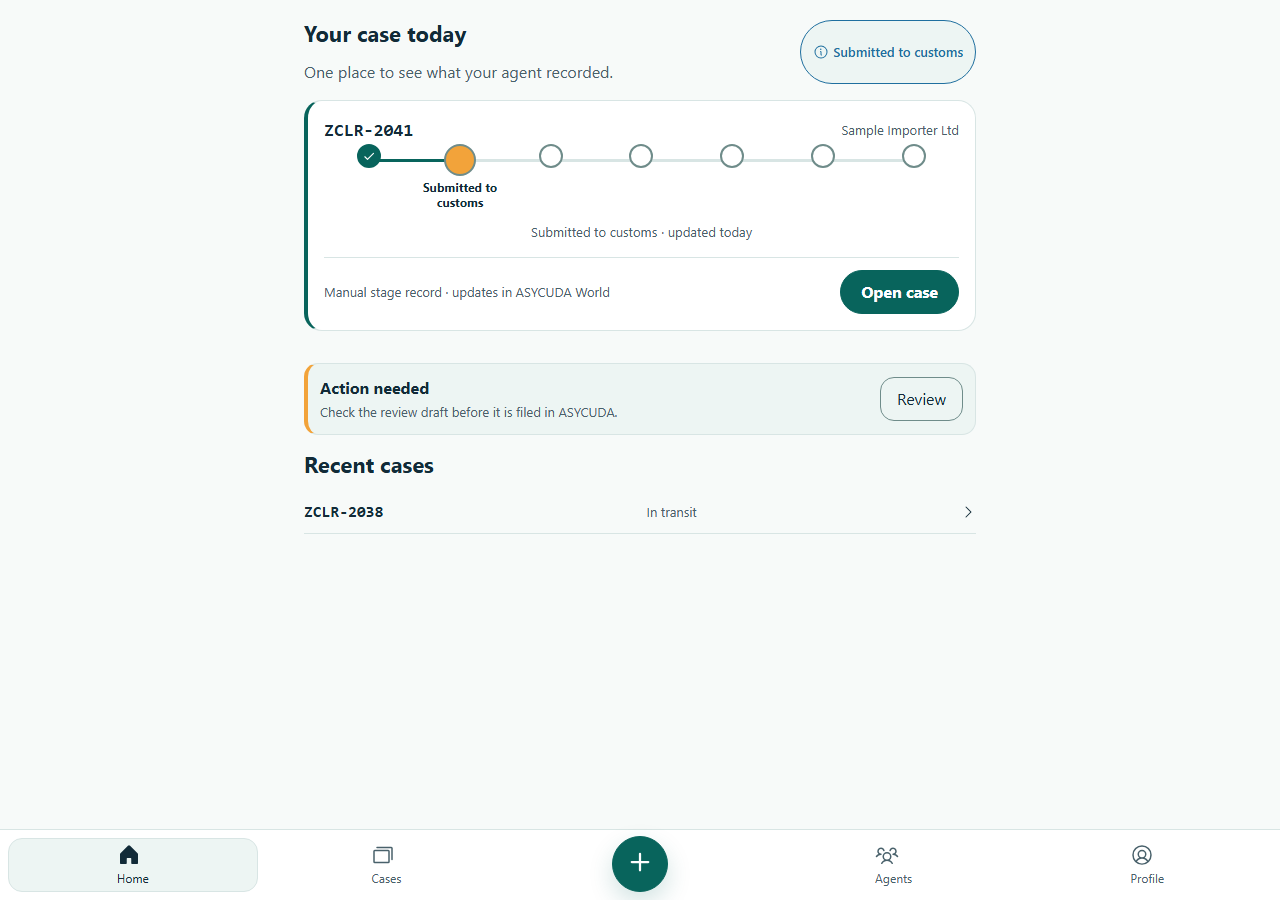 Your case today
Submitted to customs
One place to see what your agent recorded.
ZCLR-2041
Sample Importer Ltd
Submitted to
customs
Submitted to customs · updated today
Manual stage record · updates in ASYCUDA World
Open case
Action needed
Check the review draft before it is filed in ASYCUDA.
Review
Recent cases
ZCLR-2038
In transit
Home
Cases
Agents
Profile